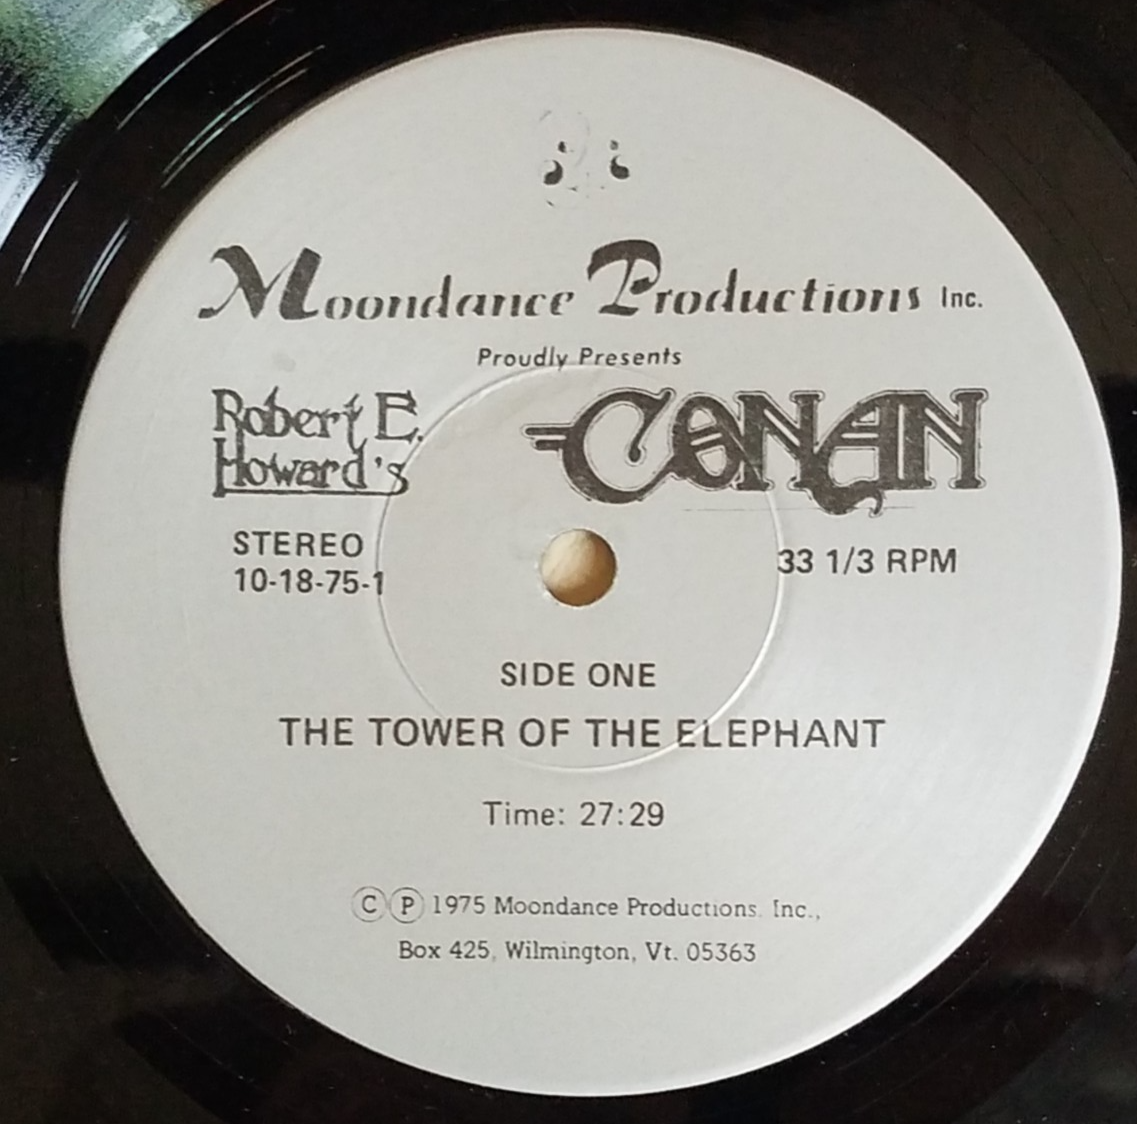 Moondance Productions Inc.
Proudly Presents
Robert E.
Howard's
CONAN
STEREO
10-18-75-1
33 1/3 RPM
SIDE ONE
THE TOWER OF THE ELEPHANT
Time: 27:29
Ⓒ Ⓟ 1975 Moondance Productions. Inc.,
Box 425, Wilmington, Vt. 05363